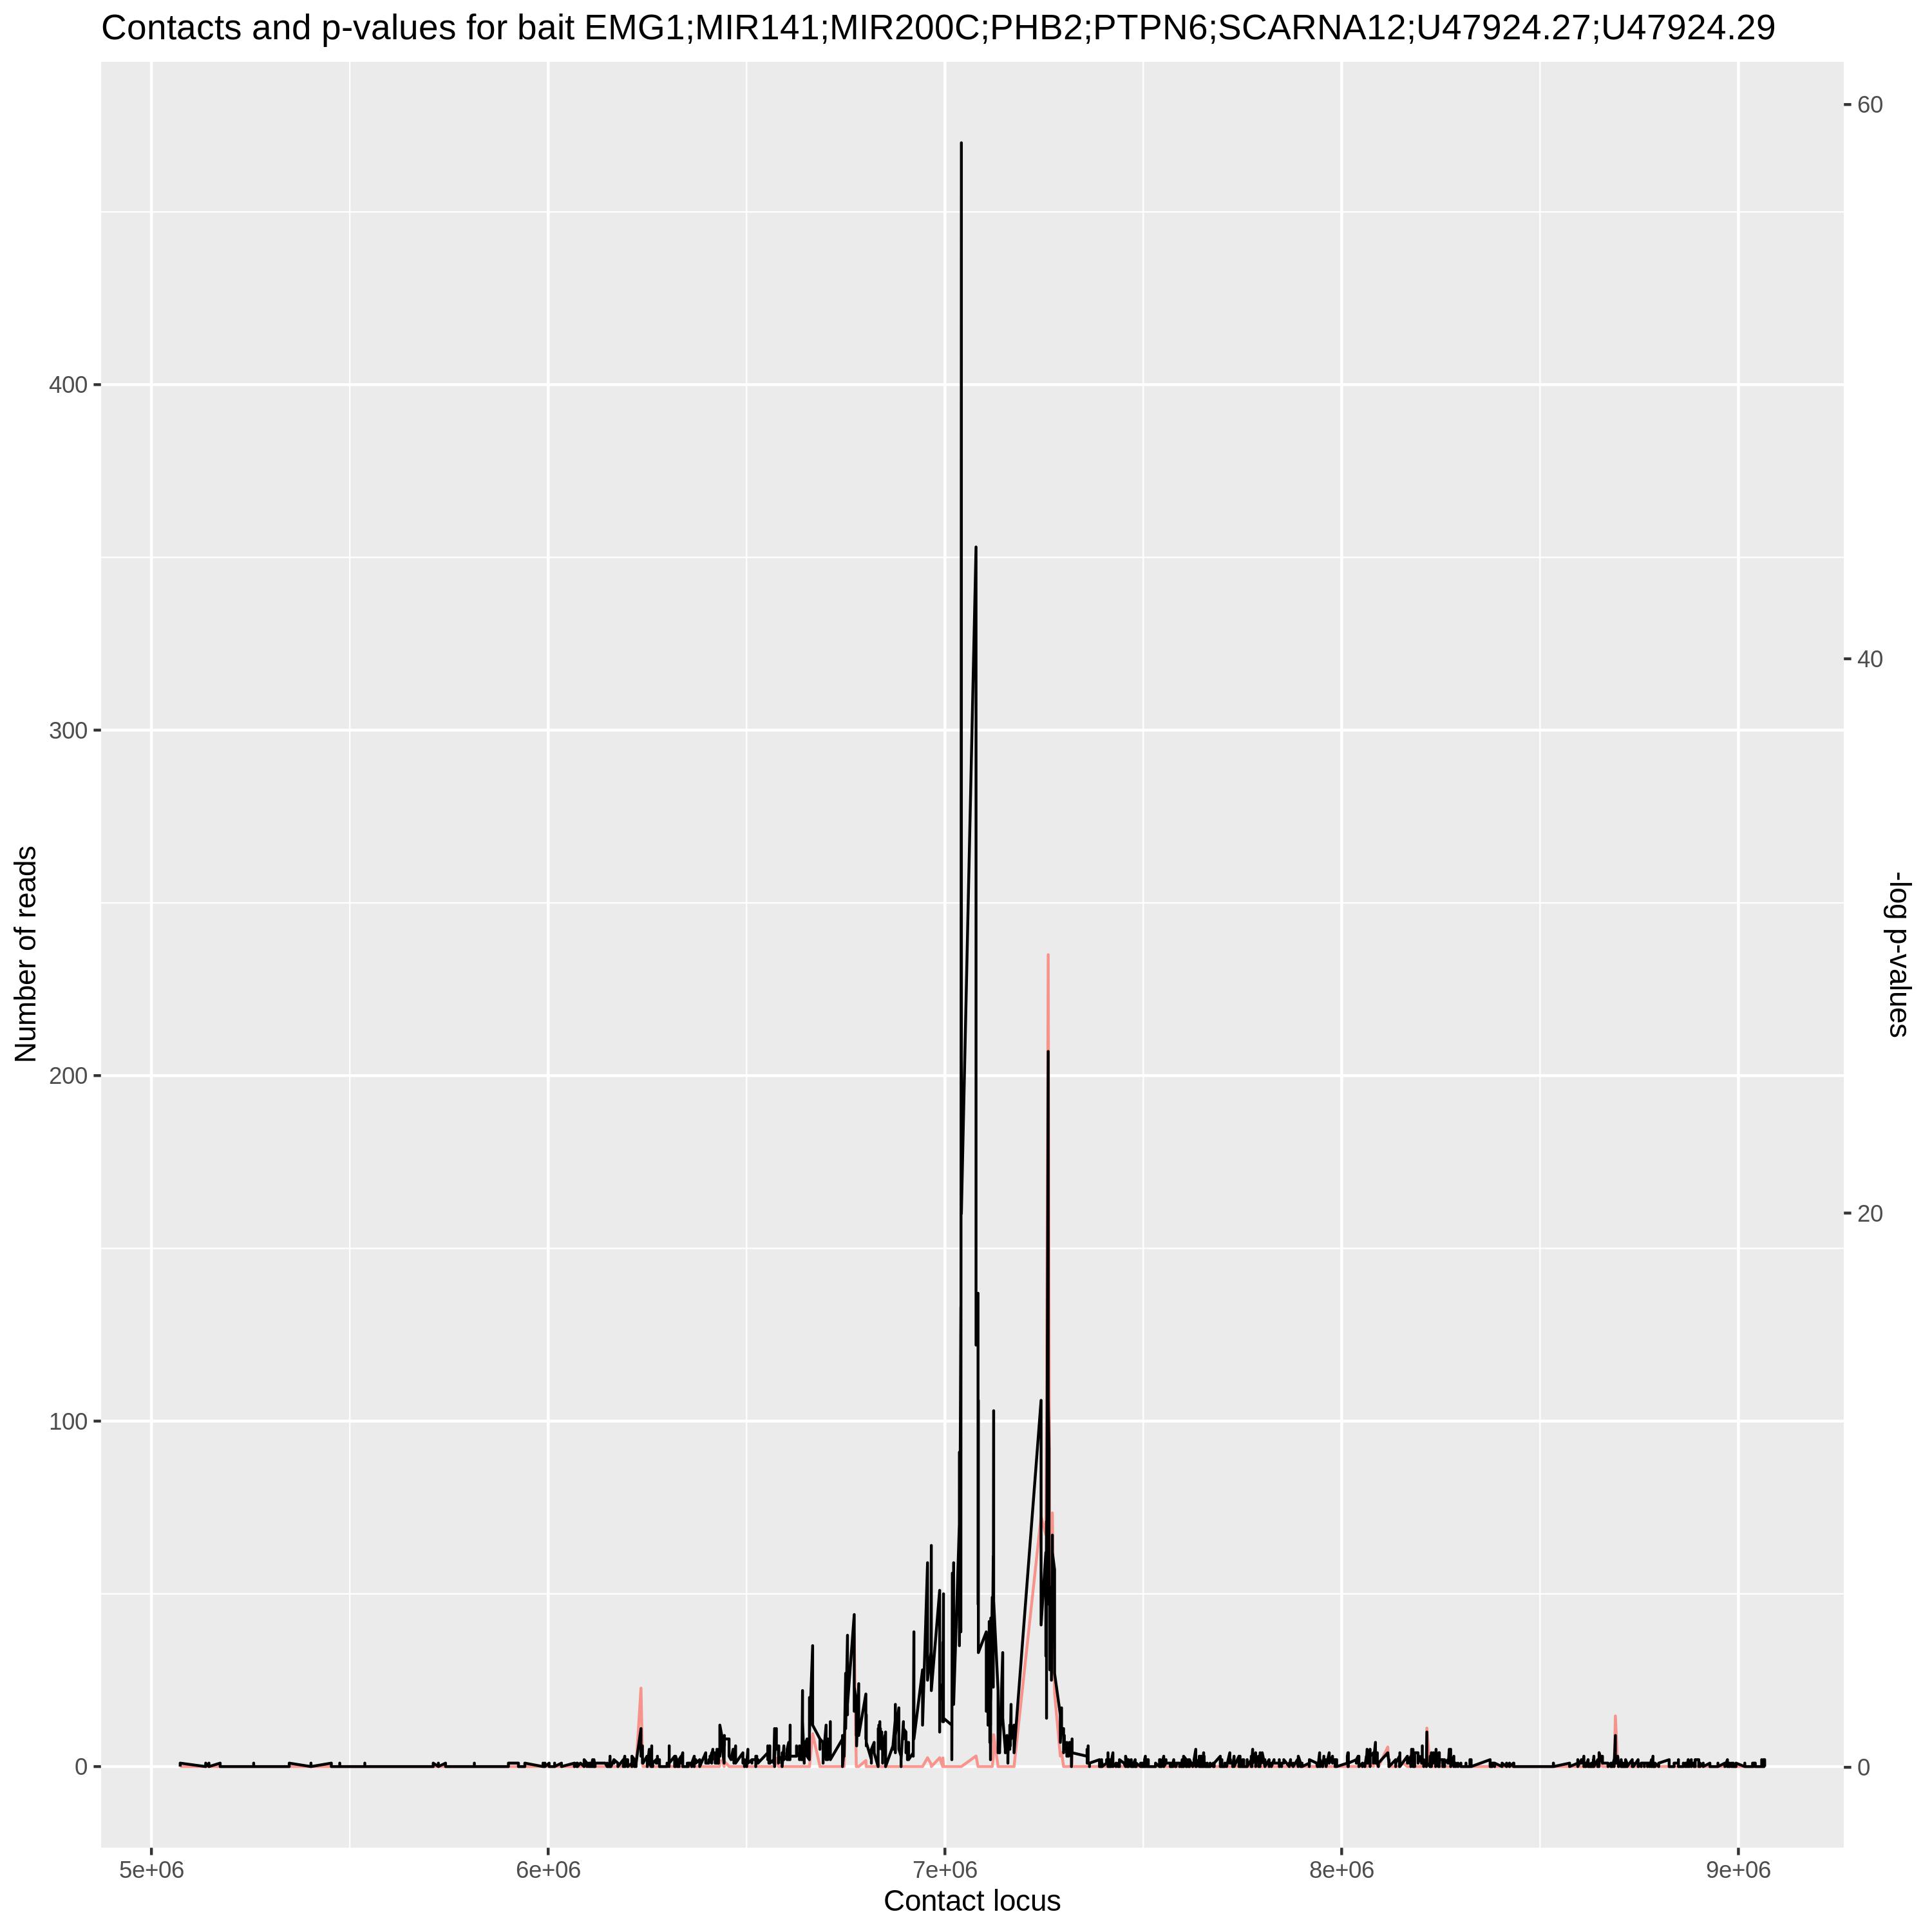 Contacts and p-values for bait EMG1;MIR141;MIR200C;PHB2;PTPN6;SCARNA12;U47924.27;U47924.29
60
400
40
300
Number of reads
-log p-values
200
20
100
0
0
5e+06
6e+06
7e+06
8e+06
9e+06
Contact locus